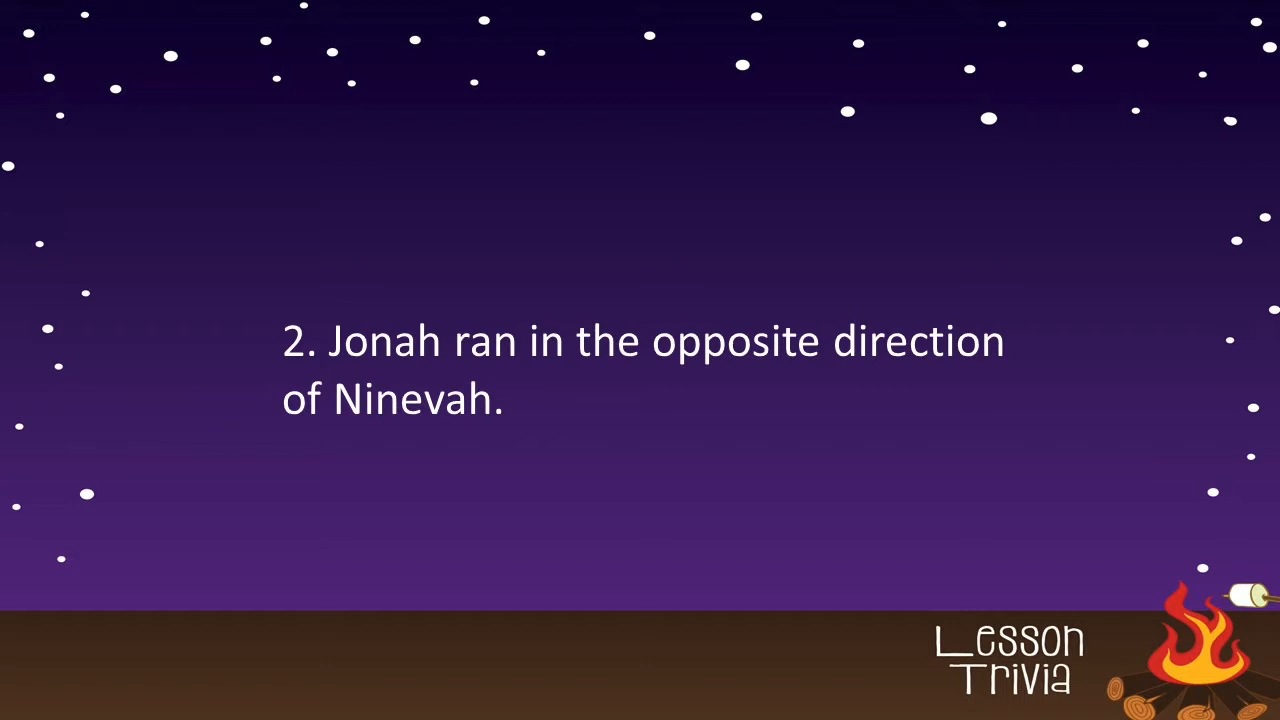 2. Jonah ran in the opposite direction
of Ninevah.
Lesson
Trivia